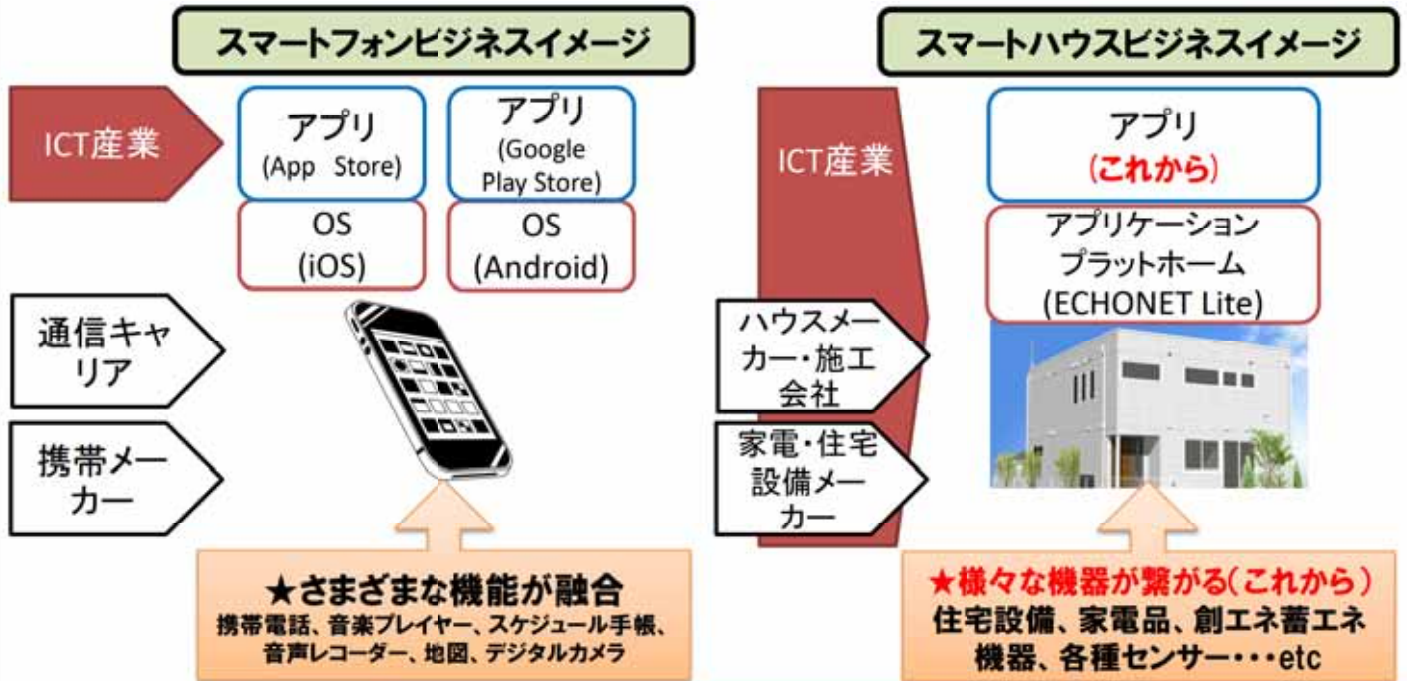 スマートフォンビジネスイメージ
ICT産業
アプリ
(App Store)
アプリ
(Google
Play Store)
OS
(iOS)
OS
(Android)
通信キャ
リア
携帯メー
カー
★さまざまな機能が融合
携帯電話、音楽プレイヤー、スケジュール手帳、
音声レコーダー、地図、デジタルカメラ
スマートハウスビジネスイメージ
ICT産業
アプリ
(これから)
アプリケーション
プラットホーム
(ECHONET Lite)
ハウスメー
カー・施工
会社
家電・住宅
設備メー
カー
★様々な機器が繋がる(これから)
住宅設備、家電品、創エネ蓄エネ
機器、各種センサー・・・etc